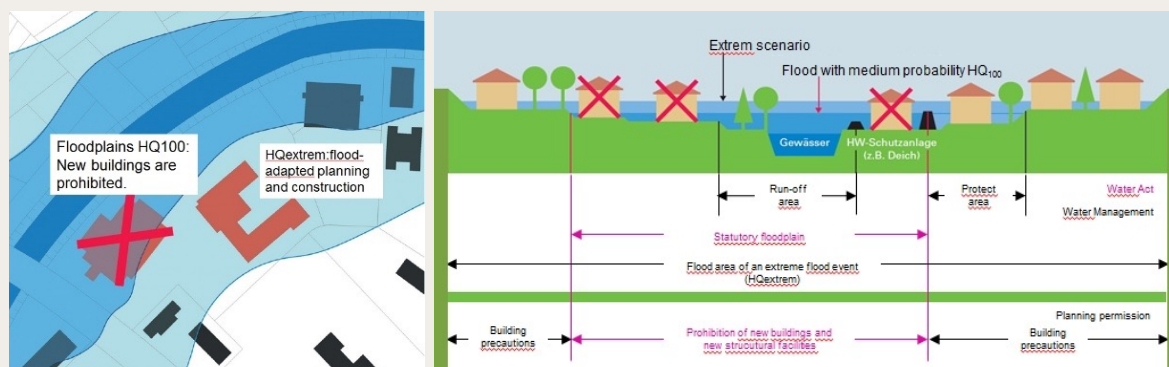 Floodplains HQ100:
New buildings are
prohibited.
HQextrem:flood-
adapted planning
and construction
Extrem scenario
Flood with medium probability HQ100
Gewässer
HW-Schutzanlage
(z.B. Deich)
Run-off
area
Protect
area
Water Act
Water Management
Statutory floodplain
Flood area of an extreme flood event
(HQextrem)
Planning permission
Building
precautions
Prohibition of new buildings and
new strucutural facilities
Building
precautions